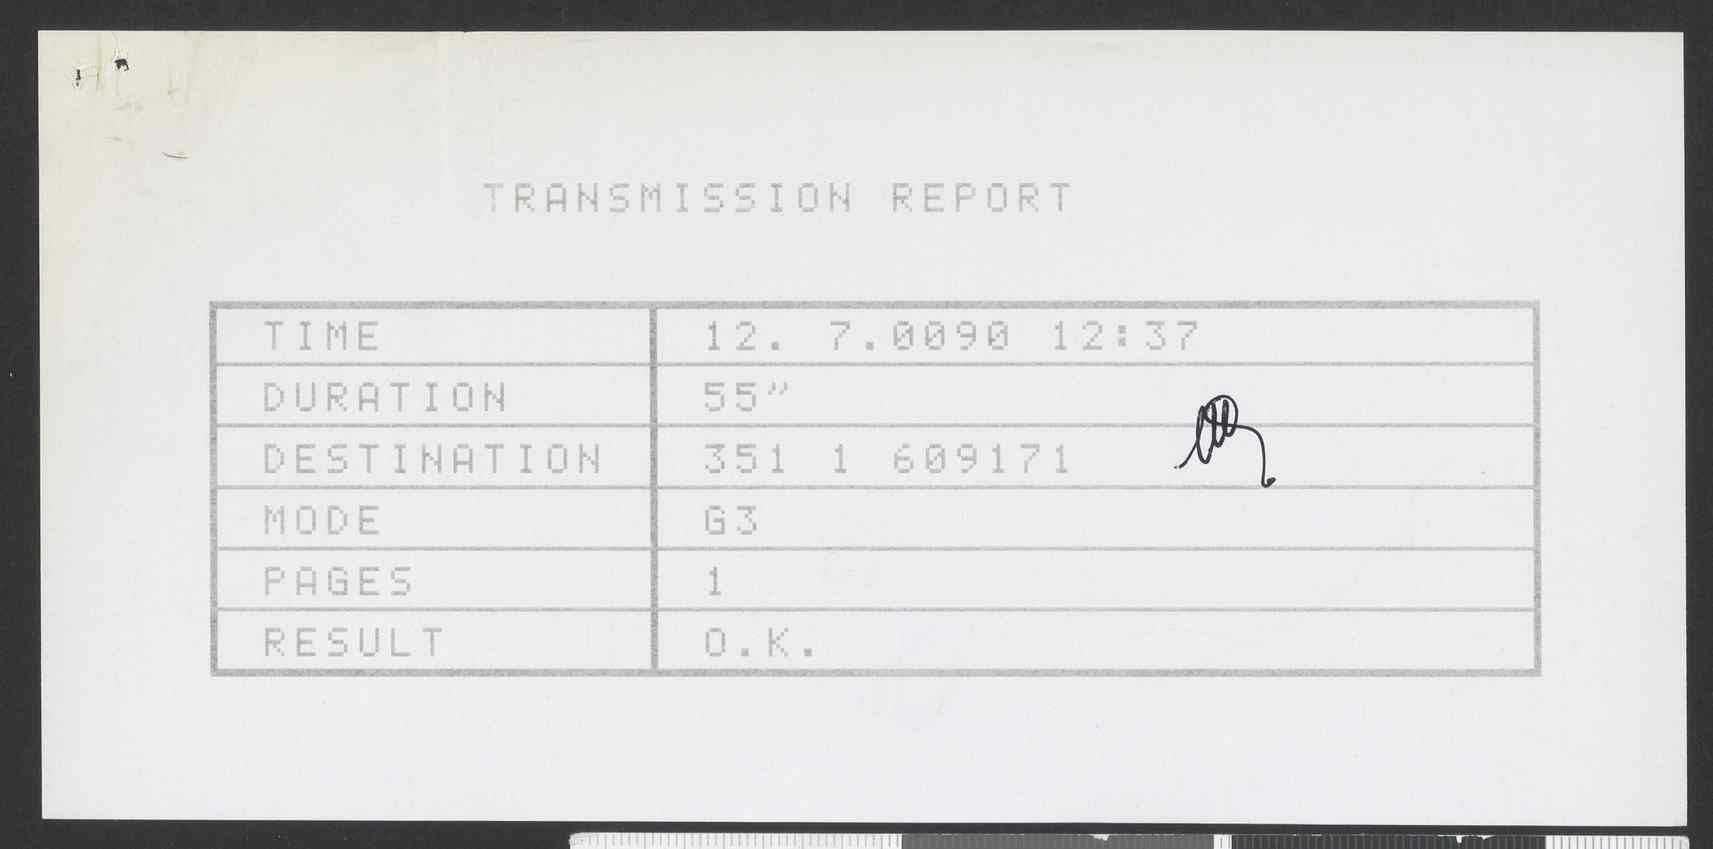 TRANSMISSION REPORT
TIME 12. 7.0090 12:37
DURATION 55"
DESTINATION 351 1 609171
MODE G3
PAGES 1
RESULT O.K.